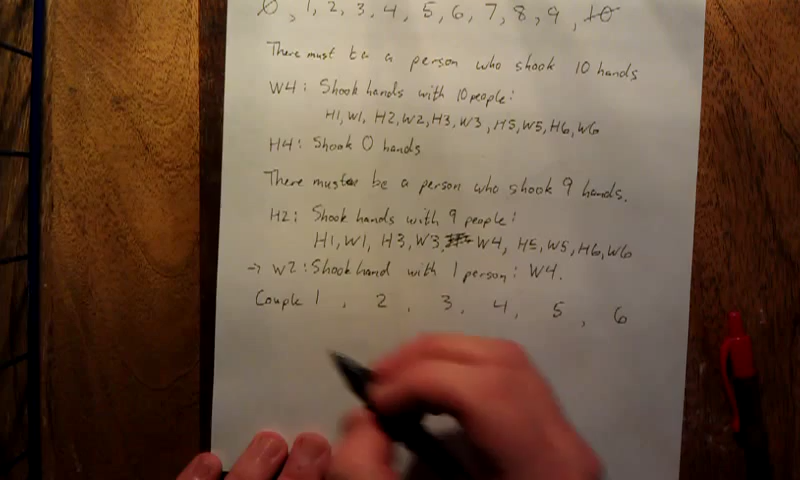 0, 1, 2, 3, 4, 5, 6, 7, 8, 9, 10
There must be a person who shook 10 hands
W4: Shook hands with 10 people:
H1, W1, H2, W2, H3, W3, H5, W5, H6, W6
H4: Shook 0 hands
There must be a person who shook 9 hands.
H2: Shook hands with 9 people:
H1, W1, H3, W3, W4, H5, W5, H6, W6
→ W2: Shook hand with 1 person: W4.
Couple 1, 2, 3, 4, 5, 6